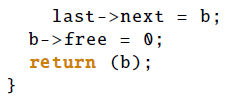 last->next = b;
  b->free = 0;
  return (b);
}